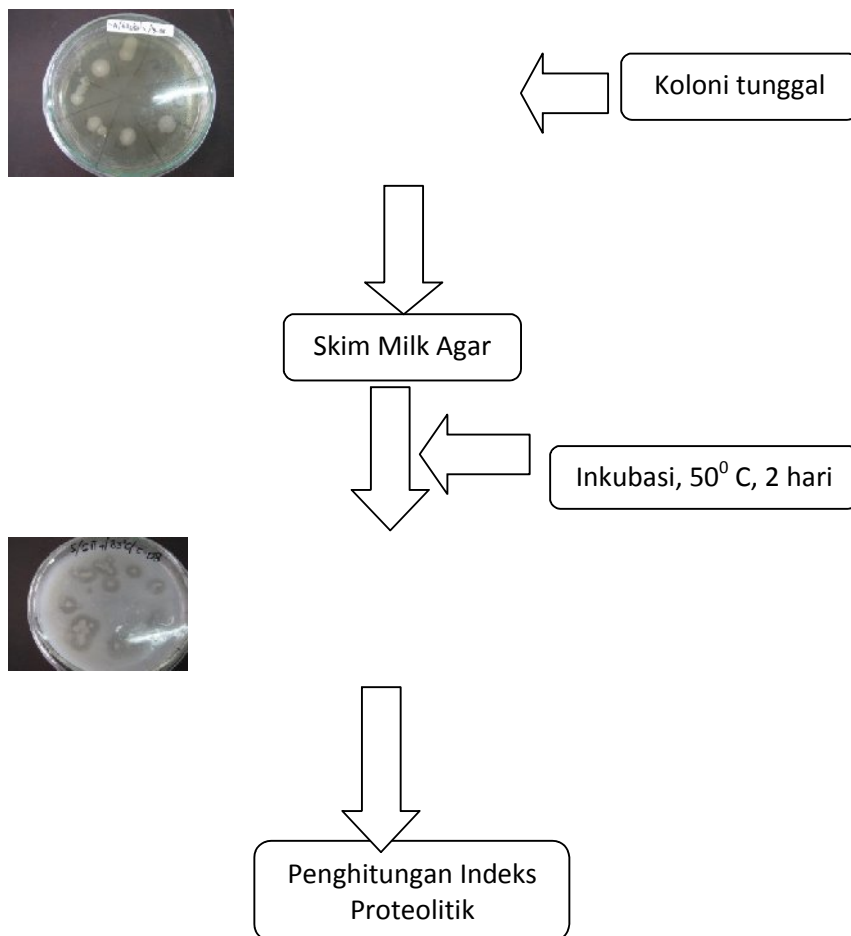 Koloni tunggal
Skim Milk Agar
Inkubasi, 50⁰ C, 2 hari
Penghitungan Indeks
Proteolitik